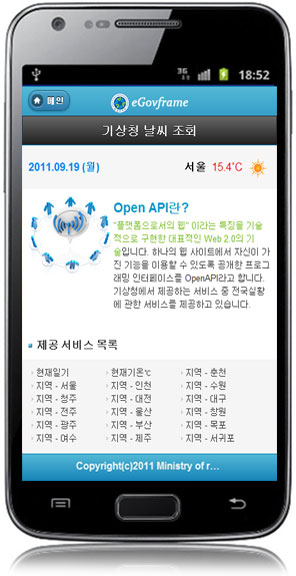 3G 18:52
메인 eGovframe
기상청 날씨 조회
2011.09.19 (월) 서울 15.4℃
Open API란?
"플랫폼으로서의 웹" 이라는 특징을 기술
적으로 구현한 대표적인 Web 2.0의 기
술입니다. 하나의 웹 사이트에서 자신이 가
진 기능을 이용할 수 있도록 공개한 프로그
래밍 인터페이스를 OpenAPI라고 합니다.
기상청에서 제공하는 서비스 중 전국실황
에 관한 서비스를 제공하고 있습니다.
제공 서비스 목록
현재일기 현재기온℃ 지역 - 춘천
지역 - 서울 지역 - 인천 지역 - 수원
지역 - 청주 지역 - 대전 지역 - 대구
지역 - 전주 지역 - 울산 지역 - 창원
지역 - 광주 지역 - 부산 지역 - 목포
지역 - 여수 지역 - 제주 지역 - 서귀포
Copyright(c)2011 Ministry of r…